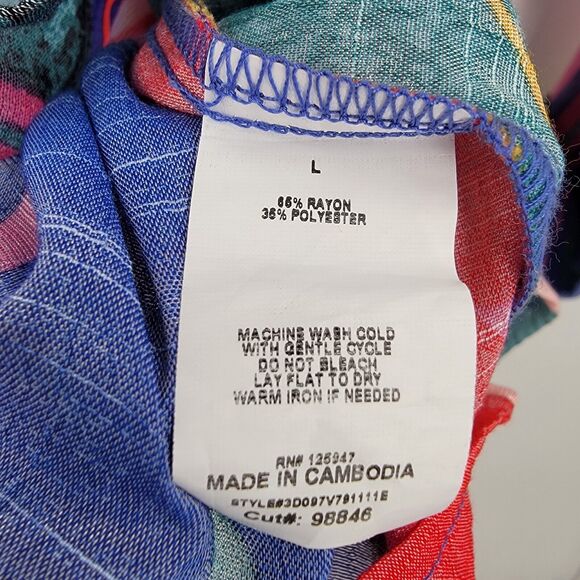 L
65% RAYON
35% POLYESTER
MACHINE WASH COLD
WITH GENTLE CYCLE
DO NOT BLEACH
LAY FLAT TO DRY
WARM IRON IF NEEDED
RN# 125947
MADE IN CAMBODIA
STYLE#3D097V791111E
Cut#: 98846